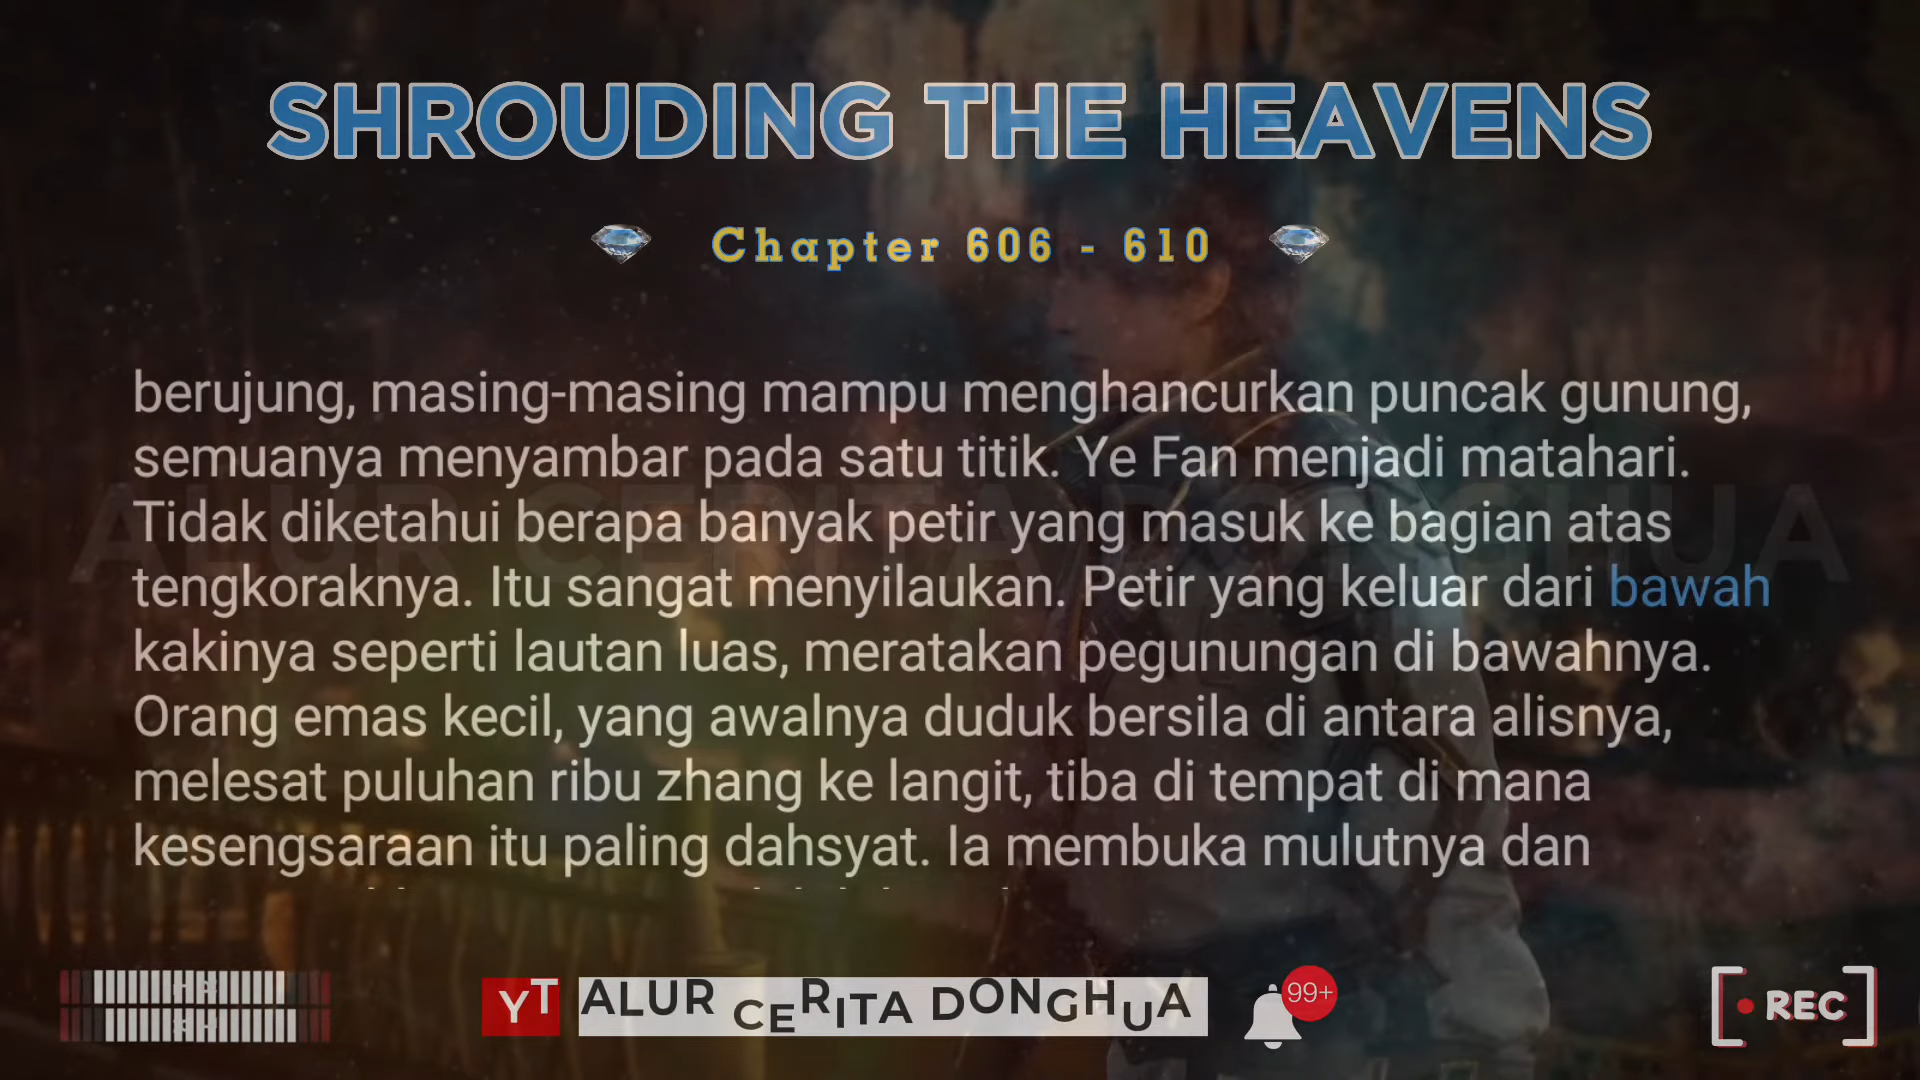 SHROUDING THE HEAVENS
Chapter 606 - 610
berujung, masing-masing mampu menghancurkan puncak gunung,
semuanya menyambar pada satu titik. Ye Fan menjadi matahari.
Tidak diketahui berapa banyak petir yang masuk ke bagian atas
tengkoraknya. Itu sangat menyilaukan. Petir yang keluar dari bawah
kakinya seperti lautan luas, meratakan pegunungan di bawahnya.
Orang emas kecil, yang awalnya duduk bersila di antara alisnya,
melesat puluhan ribu zhang ke langit, tiba di tempat di mana
kesengsaraan itu paling dahsyat. Ia membuka mulutnya dan
ALUR CERITA DONGHUA
YT ALUR CERITA DONGHUA 99+
REC